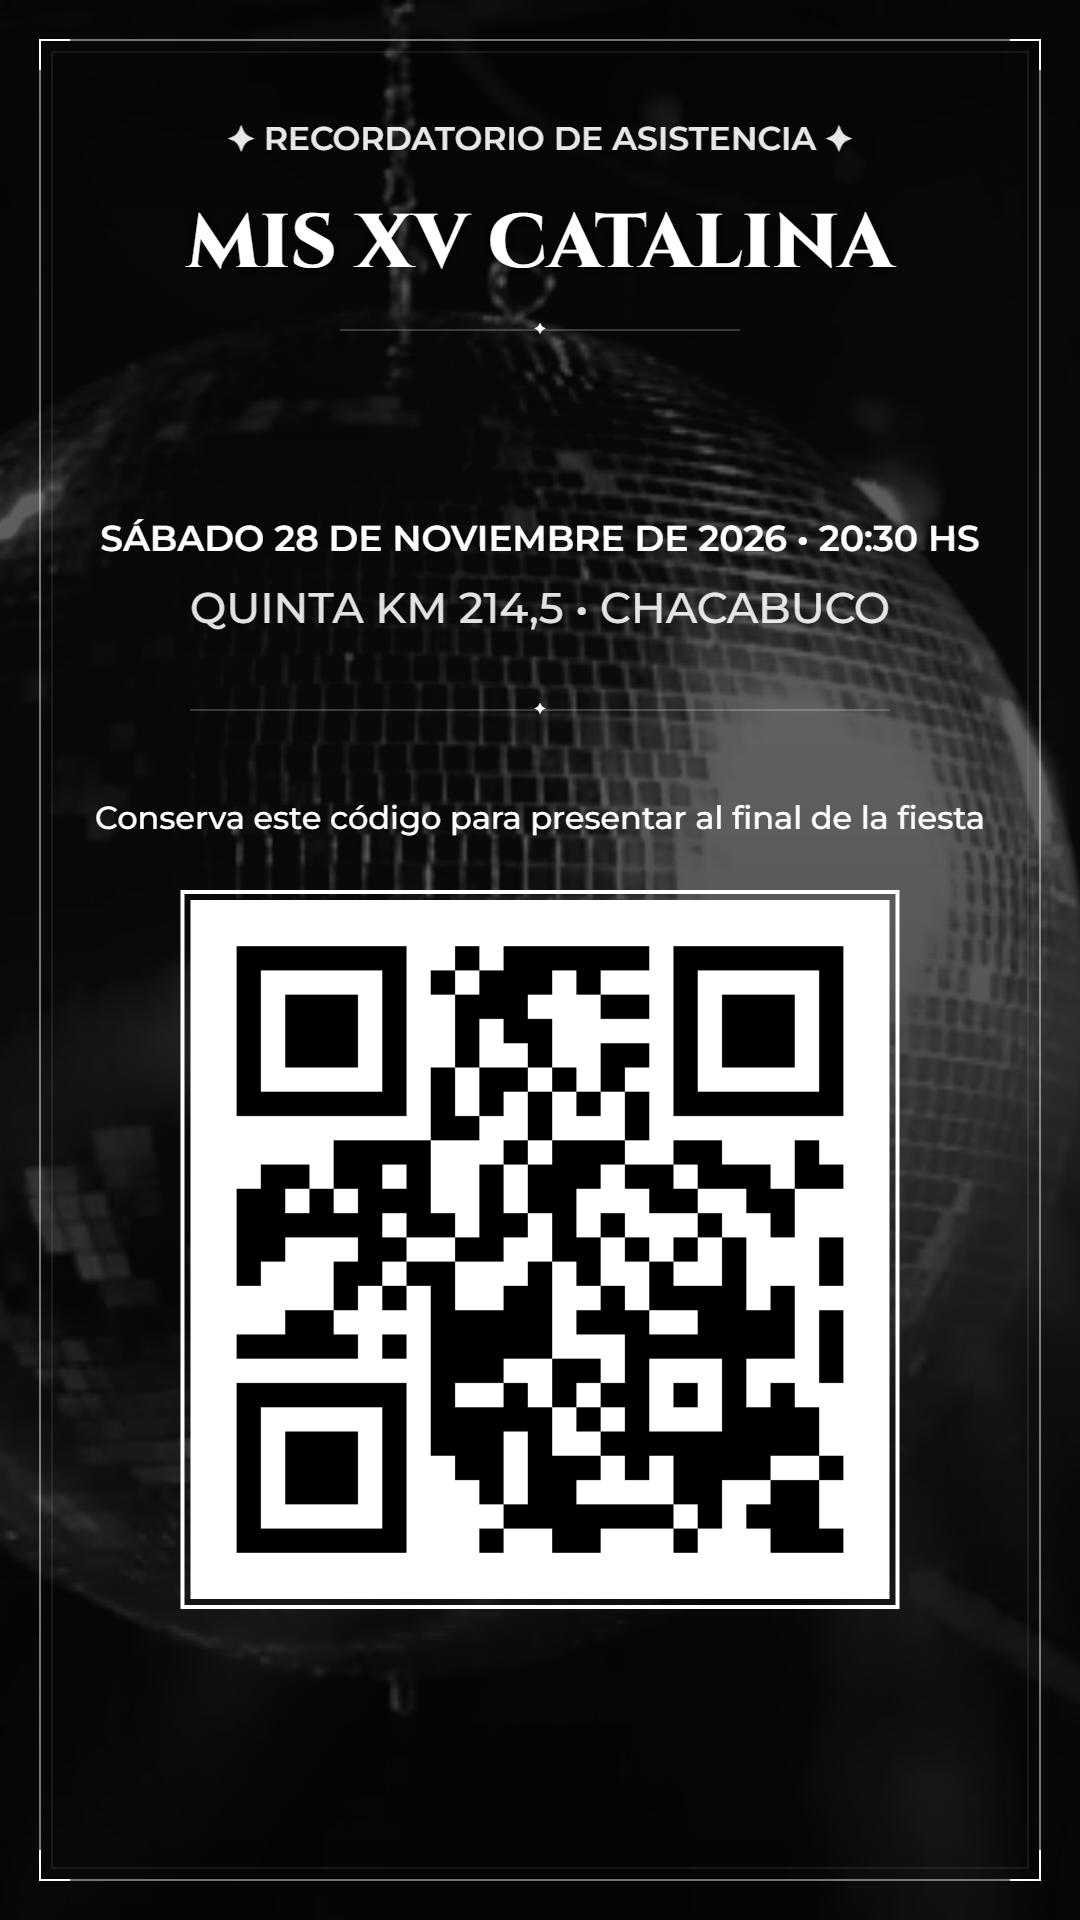 ✦ RECORDATORIO DE ASISTENCIA ✦
MIS XV CATALINA
SÁBADO 28 DE NOVIEMBRE DE 2026 • 20:30 HS
QUINTA KM 214,5 • CHACABUCO
Conserva este código para presentar al final de la fiesta